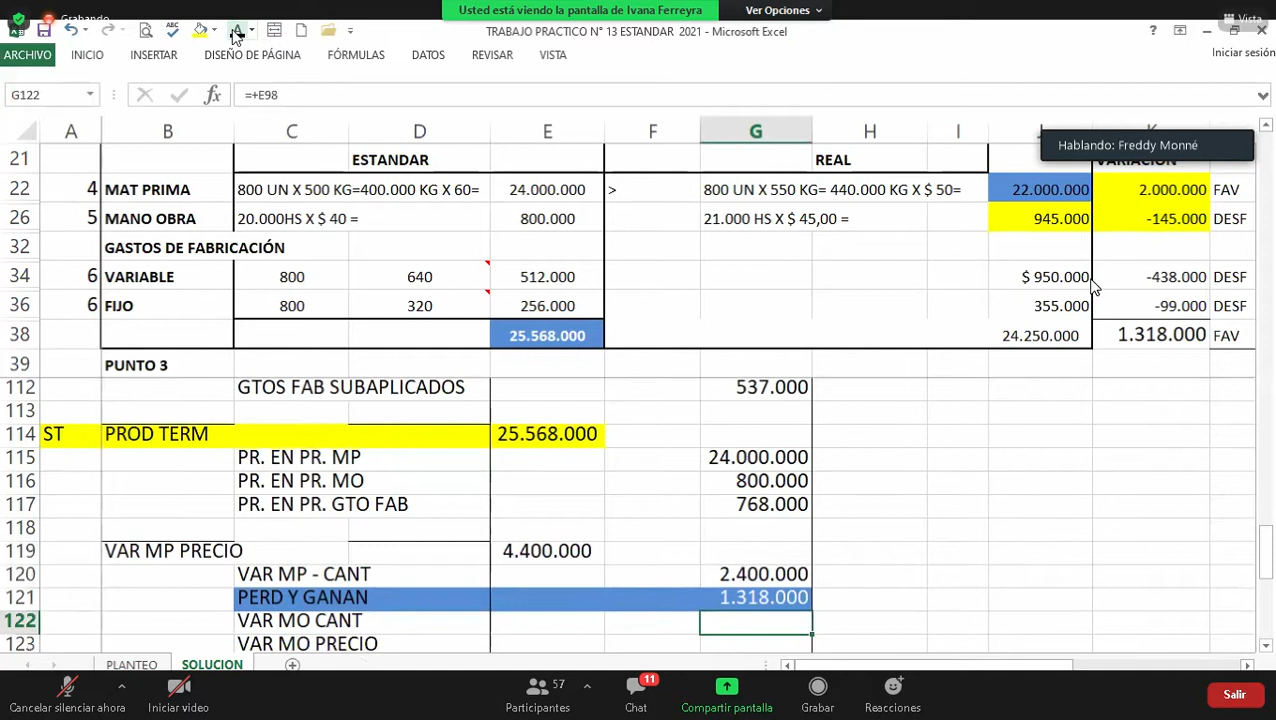 Grabando
Usted está viendo la pantalla de Ivana Ferreyra
Ver Opciones
Vista
TRABAJO PRACTICO N° 13 ESTANDAR 2021 - Microsoft Excel
ARCHIVO INICIO INSERTAR DISEÑO DE PÁGINA FÓRMULAS DATOS REVISAR VISTA
Iniciar sesión
G122 fx =+E98
A B C D E F G H I
Hablando: Freddy Monné
21 ESTANDAR REAL VARIACION
22 4 MAT PRIMA 800 UN X 500 KG=400.000 KG X 60= 24.000.000 > 800 UN X 550 KG= 440.000 KG X $ 50= 22.000.000 2.000.000 FAV
26 5 MANO OBRA 20.000HS X $ 40 = 800.000 21.000 HS X $ 45,00 = 945.000 -145.000 DESF
32 GASTOS DE FABRICACIÓN
34 6 VARIABLE 800 640 512.000 $ 950.000 -438.000 DESF
36 6 FIJO 800 320 256.000 355.000 -99.000 DESF
38 25.568.000 24.250.000 1.318.000 FAV
39 PUNTO 3
112 GTOS FAB SUBAPLICADOS 537.000
113
114 ST PROD TERM 25.568.000
115 PR. EN PR. MP 24.000.000
116 PR. EN PR. MO 800.000
117 PR. EN PR. GTO FAB 768.000
118
119 VAR MP PRECIO 4.400.000
120 VAR MP - CANT 2.400.000
121 PERD Y GANAN 1.318.000
122 VAR MO CANT
123 VAR MO PRECIO
PLANTEO SOLUCION
57 11
Cancelar silenciar ahora Iniciar video Participantes Chat Compartir pantalla Grabar Reacciones Salir